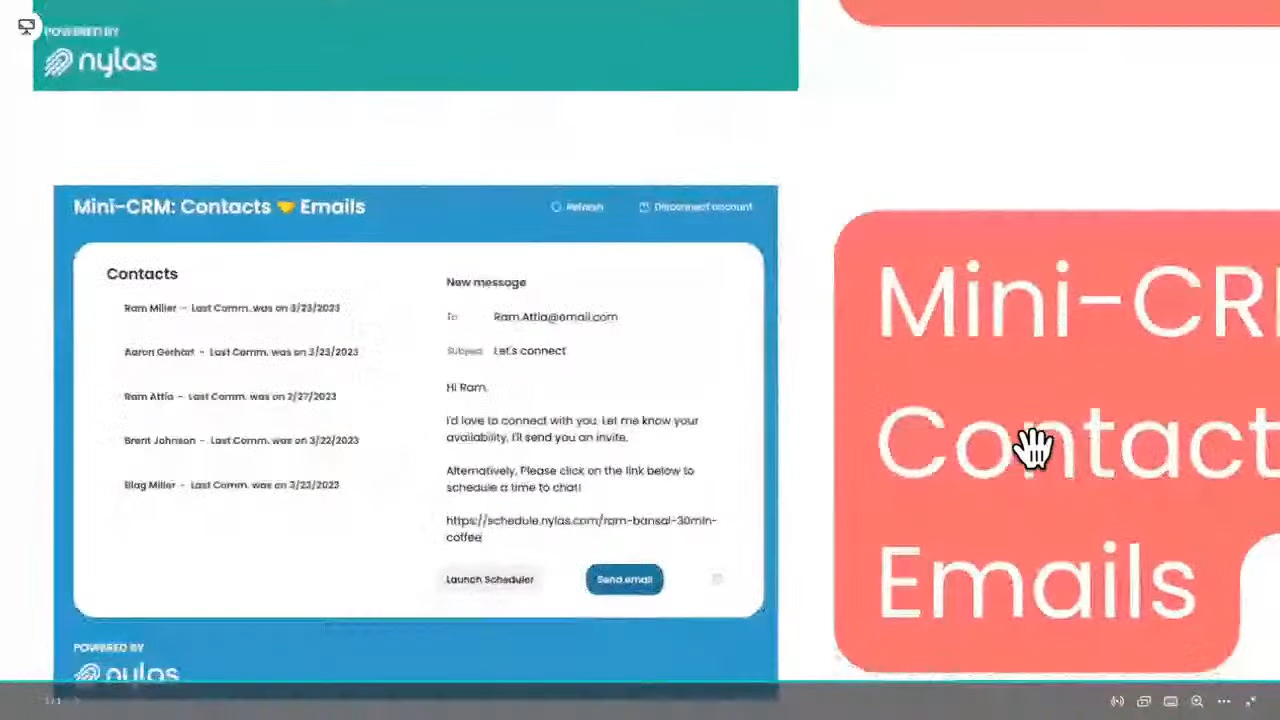 POWERED BY
nylas
Mini-CRM: Contacts 🤝 Emails
Refresh
Disconnect account
Contacts
Ram Miller - Last Comm. was on 3/23/2023
Aaron Gerhart - Last Comm. was on 3/23/2023
Ram Attia - Last Comm. was on 2/27/2023
Brent Johnson - Last Comm. was on 3/22/2023
Blag Miller - Last Comm. was on 3/23/2023
New message
To Ram.Attia@email.com
Subject Let's connect
Hi Ram,
I'd love to connect with you. Let me know your
availability, I'll send you an invite.
Alternatively, Please click on the link below to
schedule a time to chat!
https://schedule.nylas.com/ram-bansal-30min-
coffee
Launch Scheduler
Send email
POWERED BY
nylas
Mini-CR
Contact
Emails
1/1